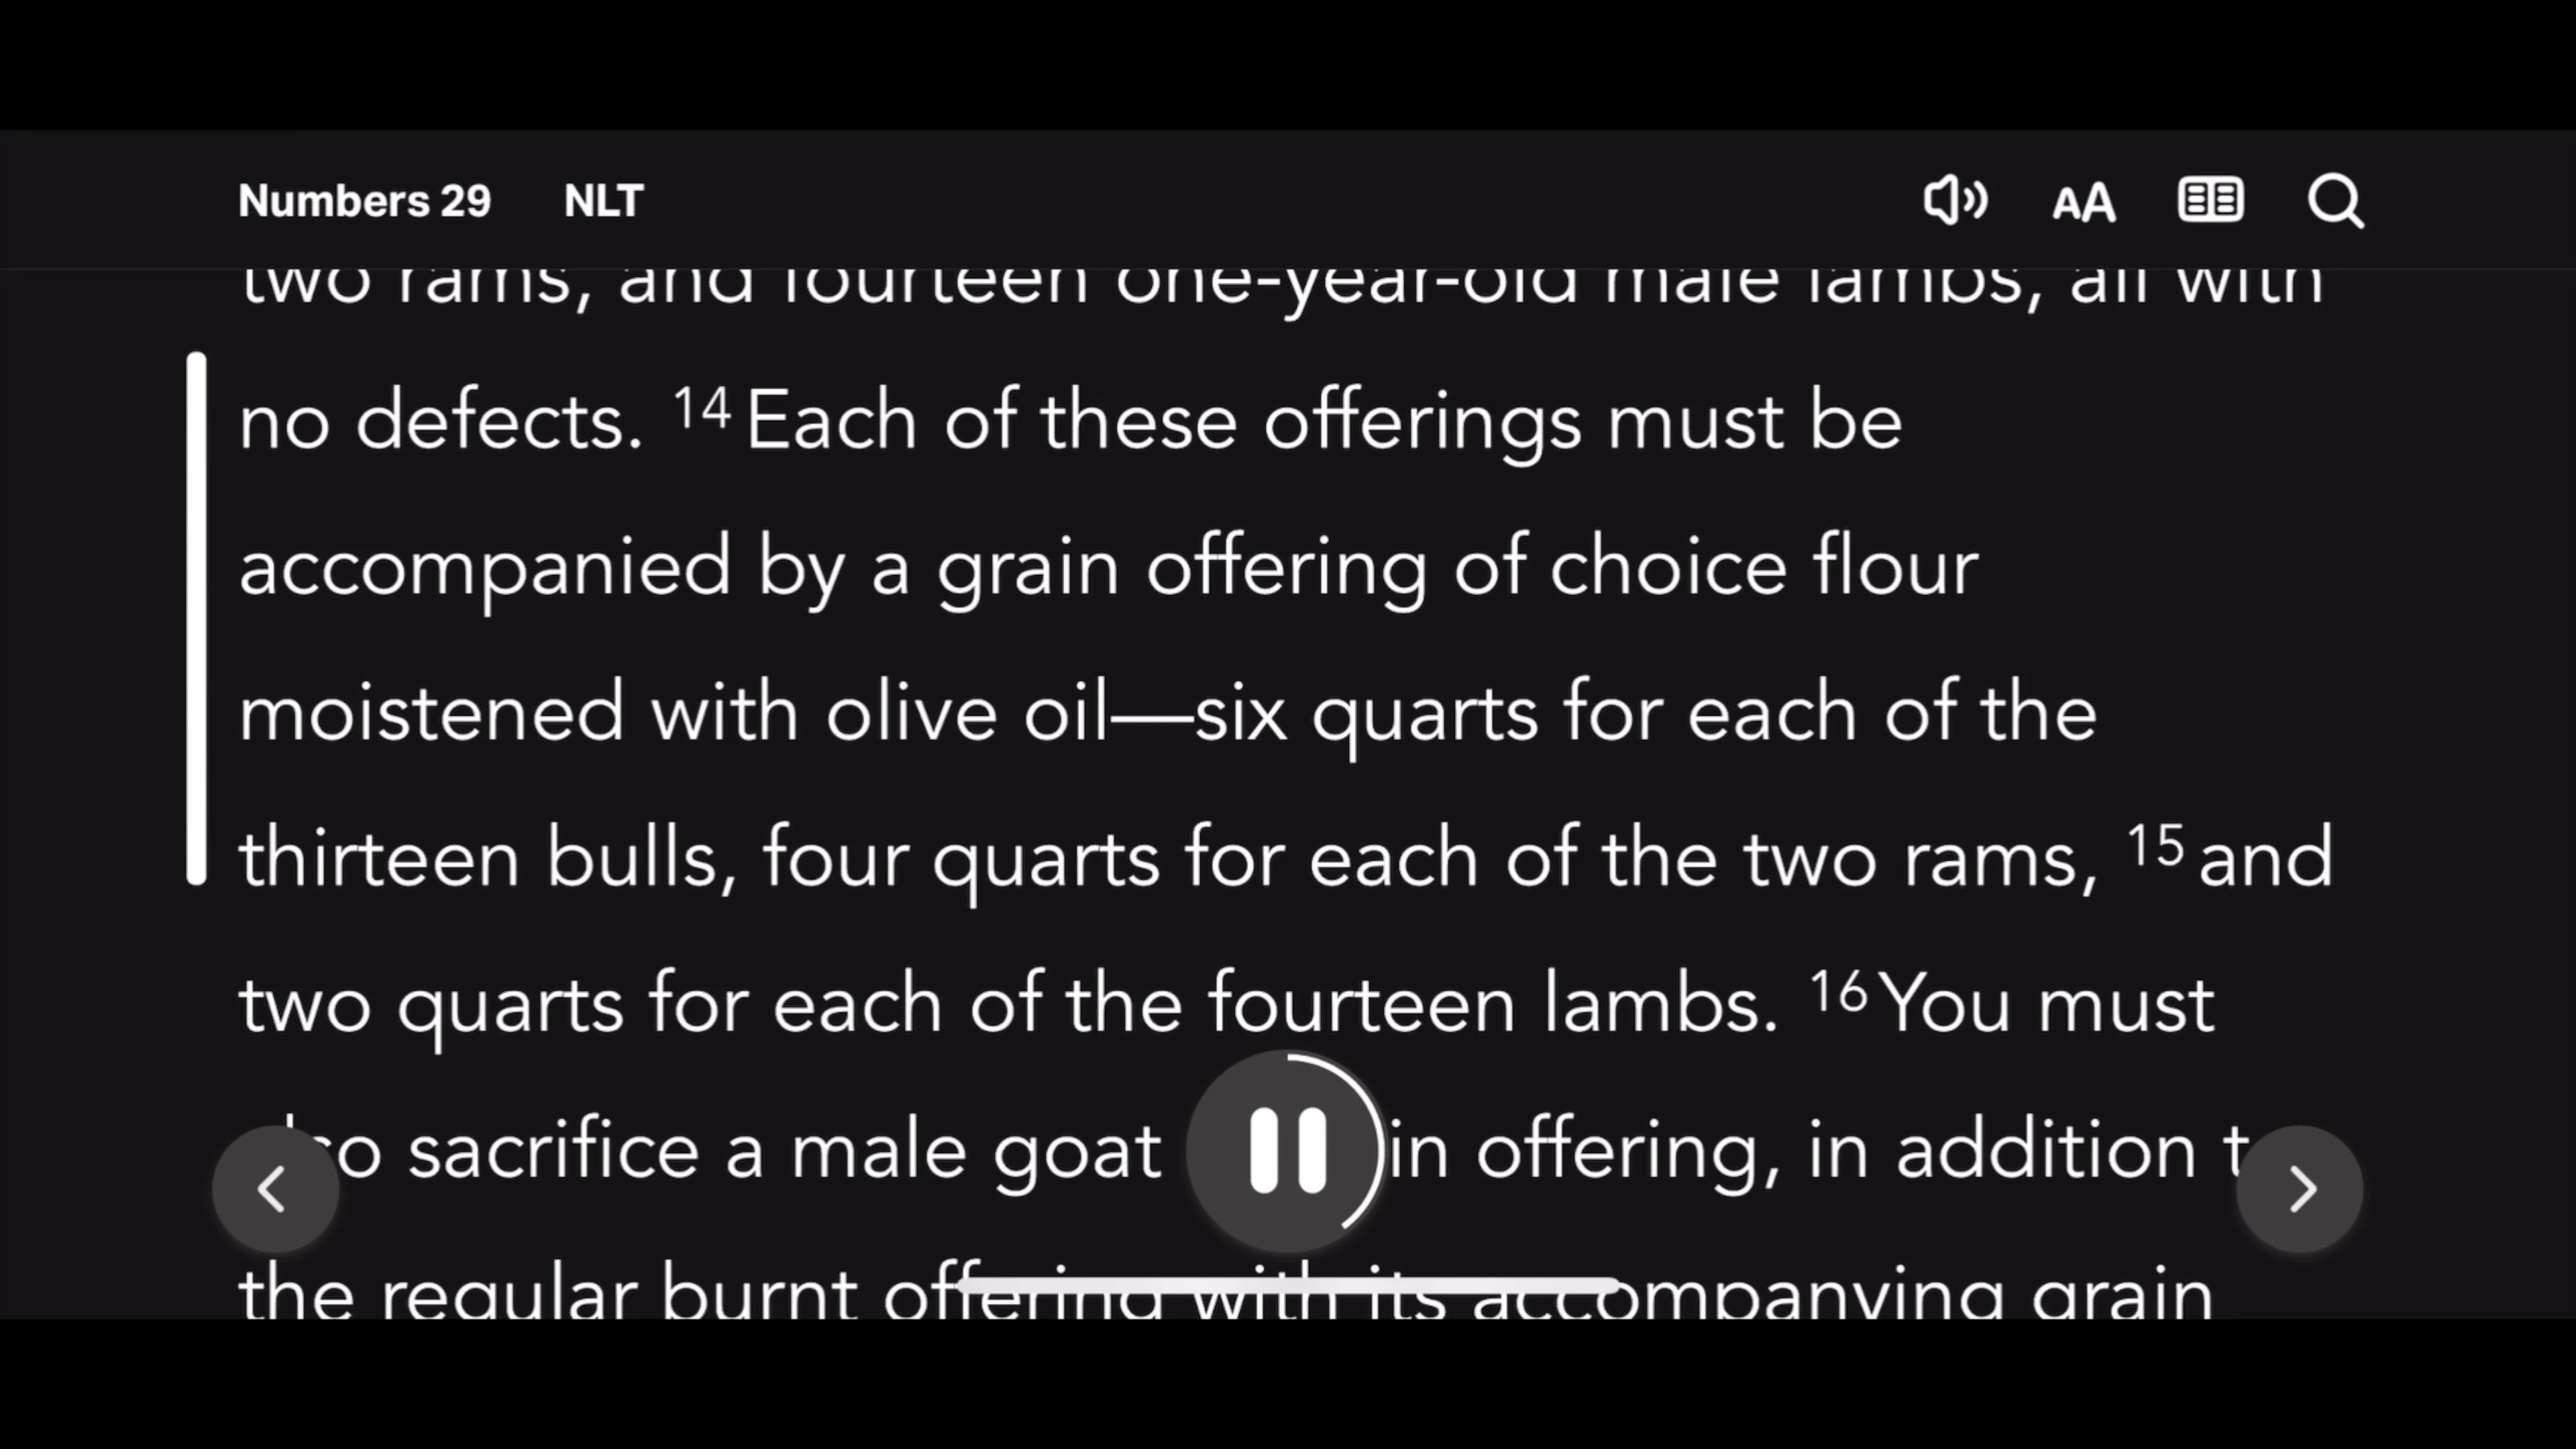 Numbers 29 NLT AA
two rams, and fourteen one-year-old male lambs, all with
no defects. 14 Each of these offerings must be
accompanied by a grain offering of choice flour
moistened with olive oil—six quarts for each of the
thirteen bulls, four quarts for each of the two rams, 15 and
two quarts for each of the fourteen lambs. 16 You must
sacrifice a male goat offering, in addition
the regular burnt offering with its accompanying grain